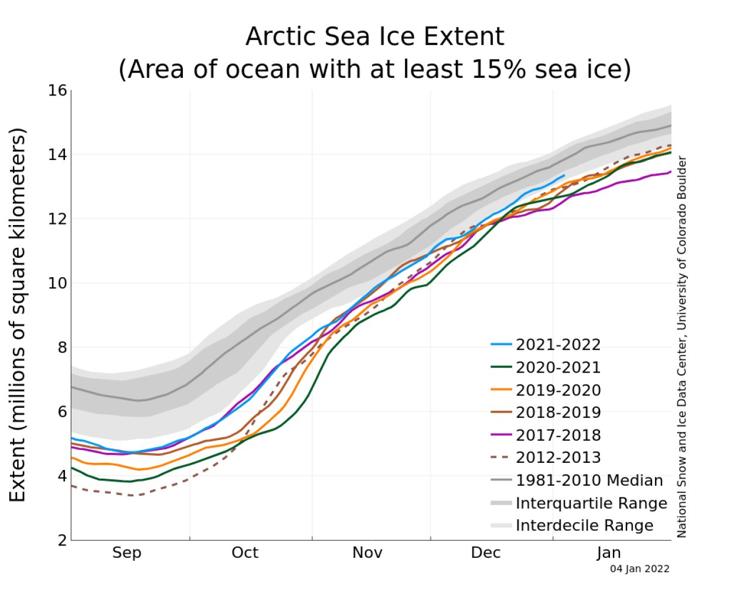 Arctic Sea Ice Extent
(Area of ocean with at least 15% sea ice)
Extent (millions of square kilometers)
16
14
12
10
8
6
4
2
Sep
Oct
Nov
Dec
Jan
2021-2022
2020-2021
2019-2020
2018-2019
2017-2018
2012-2013
1981-2010 Median
Interquartile Range
Interdecile Range
National Snow and Ice Data Center, University of Colorado Boulder
04 Jan 2022